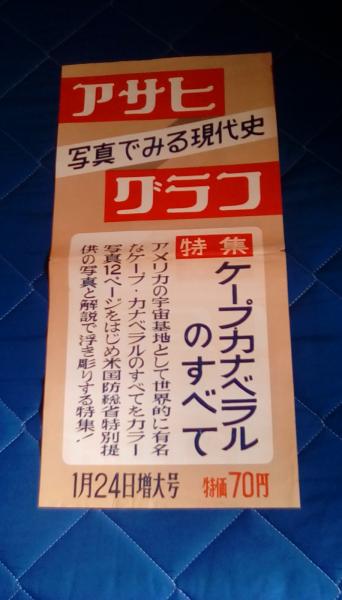 アサヒ
写真でみる現代史
グラフ
特集
ケープ・カナベラル
のすべて
アメリカの宇宙基地として世界的に有名
なケープ・カナベラルのすべてをカラー
写真12ページをはじめ米国防総省特別提
供の写真と解説で浮き彫りする特集!
1月24日増大号 特価70円